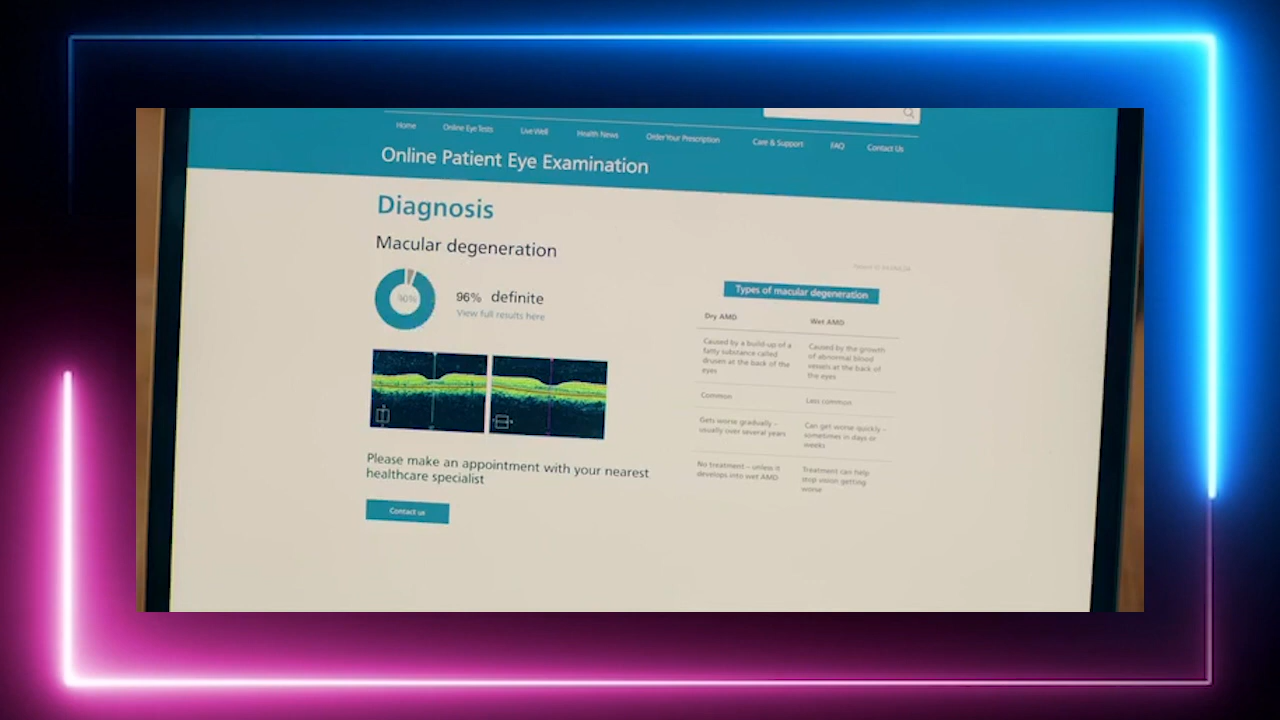 Home Online Eye Tests Live Well Health News Order Your Prescription Care & Support FAQ Contact Us
Online Patient Eye Examination
Diagnosis
Macular degeneration
96% definite
View full results here
Please make an appointment with your nearest
healthcare specialist
Contact us
Types of macular degeneration
Dry AMD Wet AMD
Caused by a build-up of a
fatty substance called
drusen at the back of the
eyes
Caused by the growth
of abnormal blood
vessels at the back of
the eyes
Common Less common
Gets worse gradually –
usually over several years
Can get worse quickly –
sometimes in days or
weeks
No treatment – unless it
develops into wet AMD
Treatment can help
stop vision getting
worse